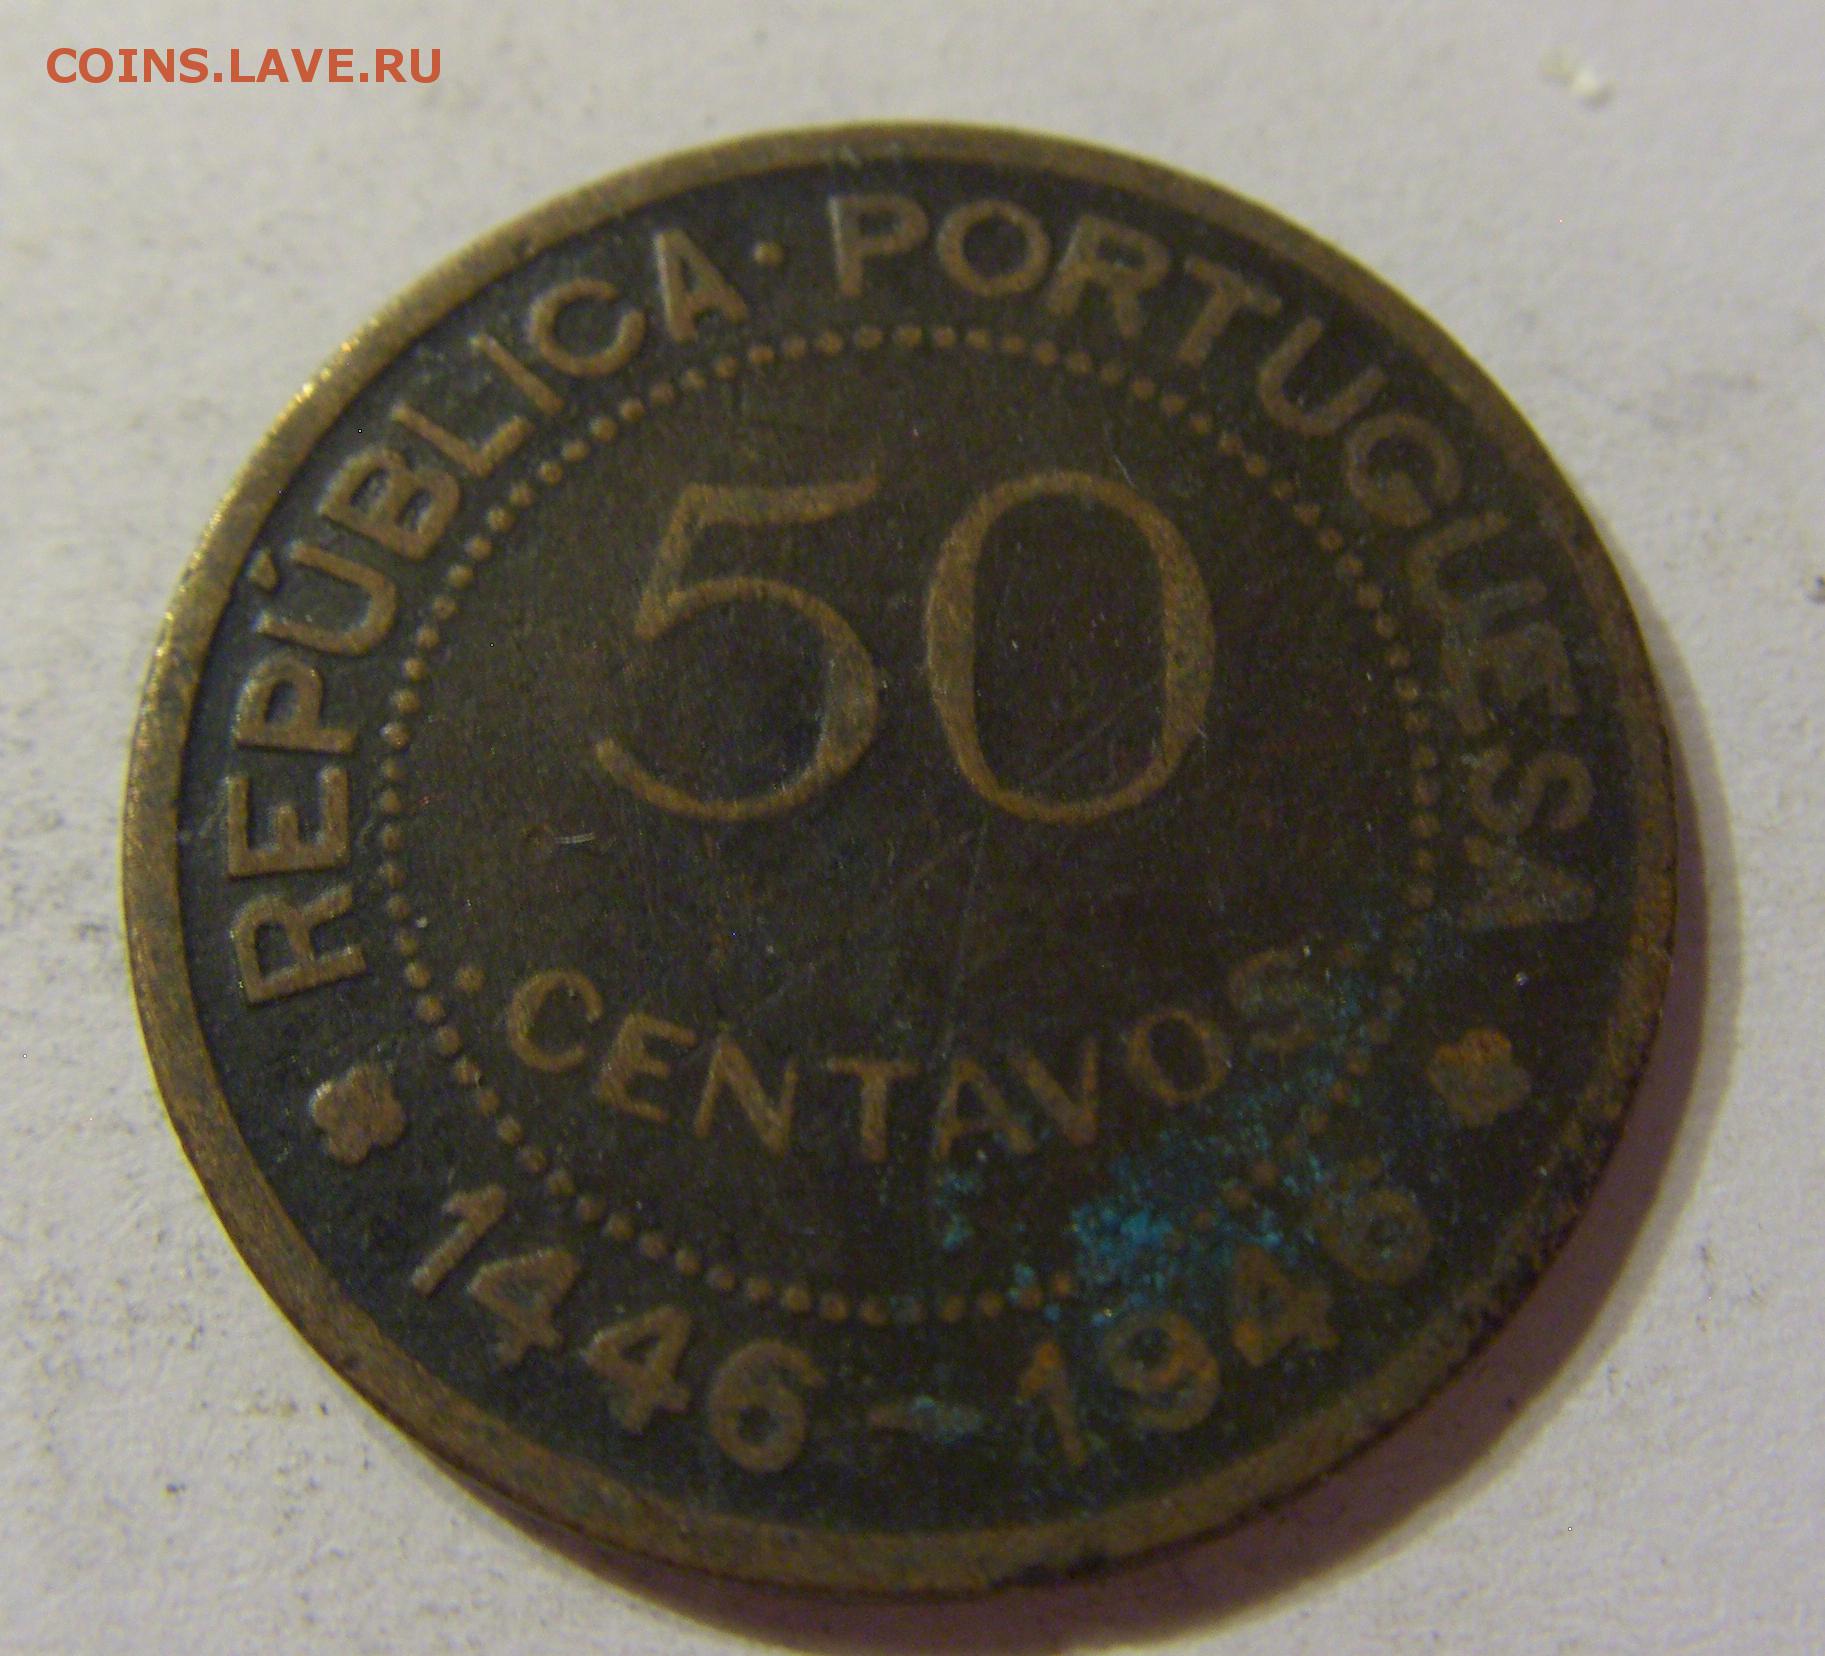 COINS.LAVE.RU
REPÚBLICA · PORTUGUESA
50
CENTAVOS
1446-1946